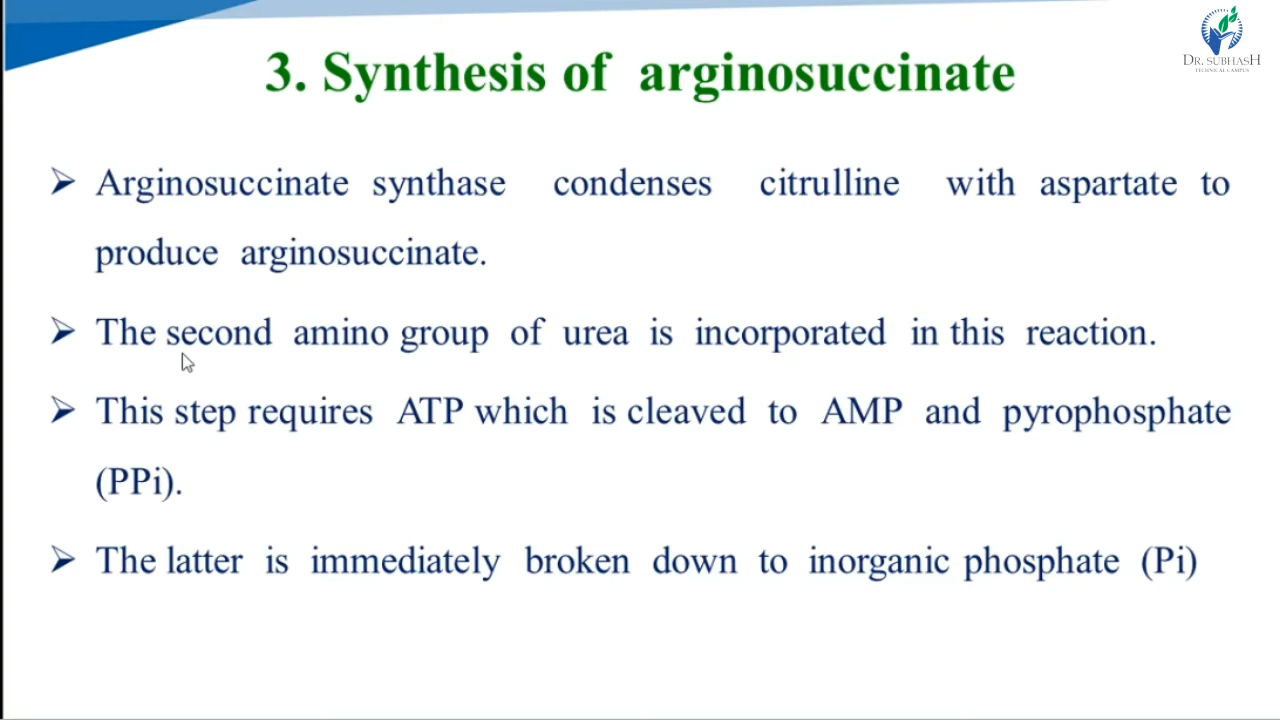 DR. SUBHASH
TECHNICAL CAMPUS
3. Synthesis of arginosuccinate
➢ Arginosuccinate synthase condenses citrulline with aspartate to
produce arginosuccinate.
➢ The second amino group of urea is incorporated in this reaction.
➢ This step requires ATP which is cleaved to AMP and pyrophosphate
(PPi).
➢ The latter is immediately broken down to inorganic phosphate (Pi)